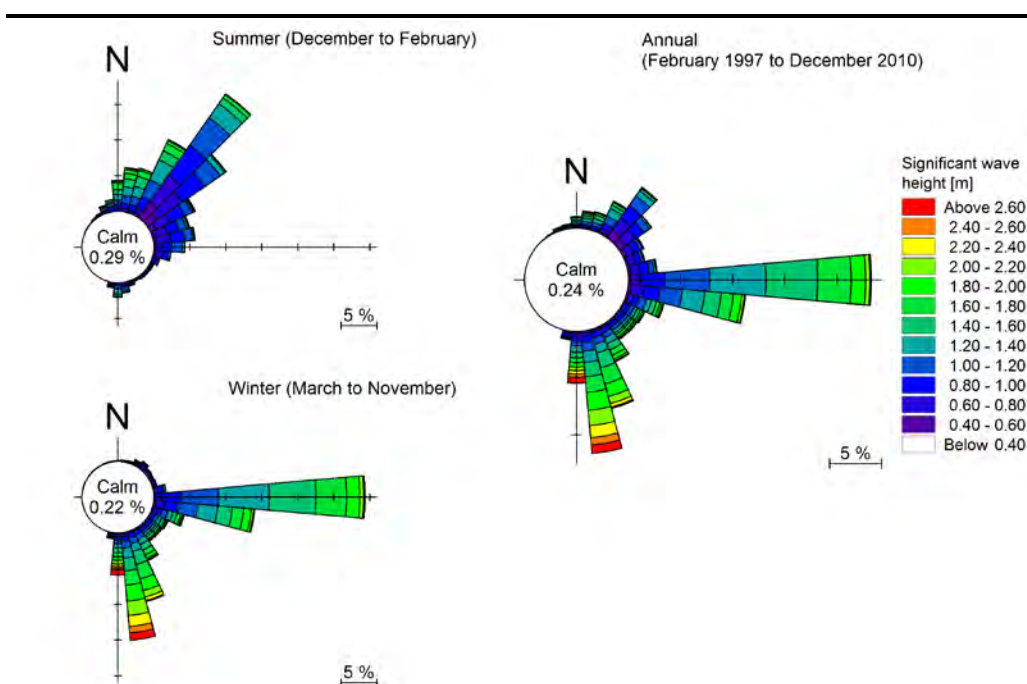 Summer (December to February)
N
Calm
0.29 %
5 %
Winter (March to November)
N
Calm
0.22 %
5 %
Annual
(February 1997 to December 2010)
N
Calm
0.24 %
5 %
Significant wave
height [m]
Above 2.60
2.40 - 2.60
2.20 - 2.40
2.00 - 2.20
1.80 - 2.00
1.60 - 1.80
1.40 - 1.60
1.20 - 1.40
1.00 - 1.20
0.80 - 1.00
0.60 - 0.80
0.40 - 0.60
Below 0.40